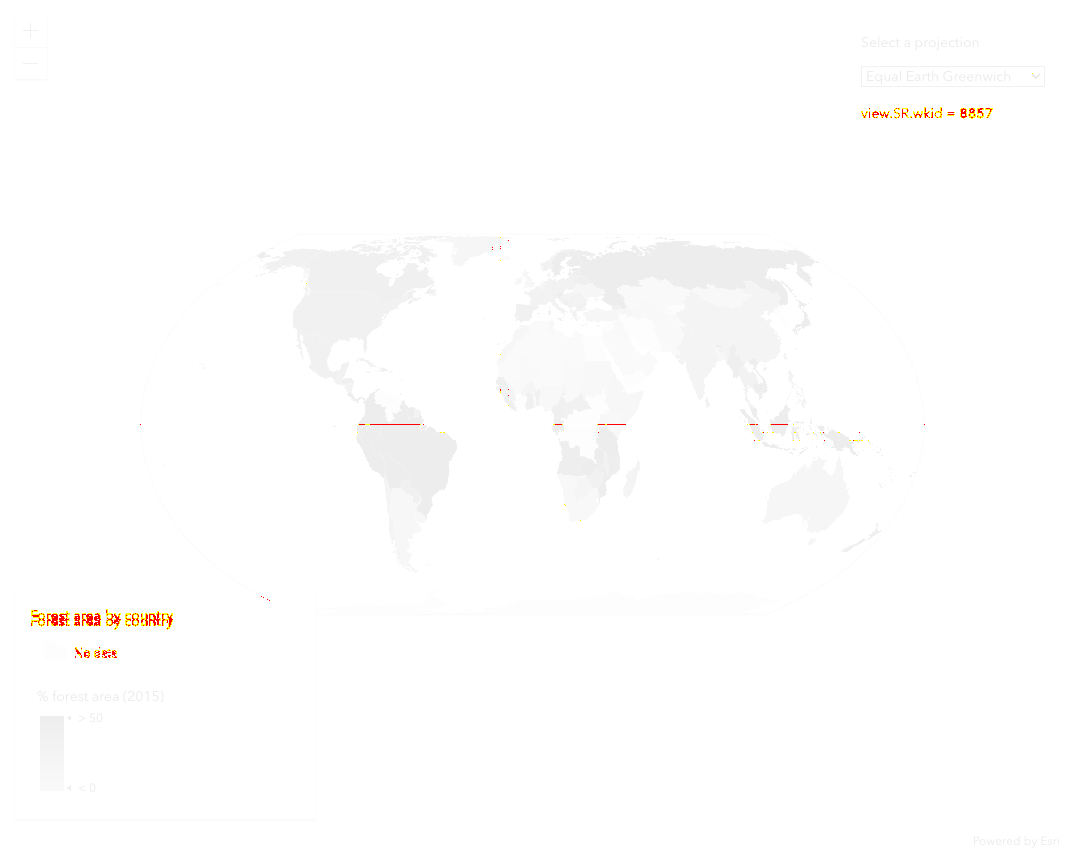 +
Select a projection
−
Equal Earth Greenwich
view.SR.wkid = 8857
Forest area by country
No data
% forest area (2015)
> 50
< 0
Powered by Esri